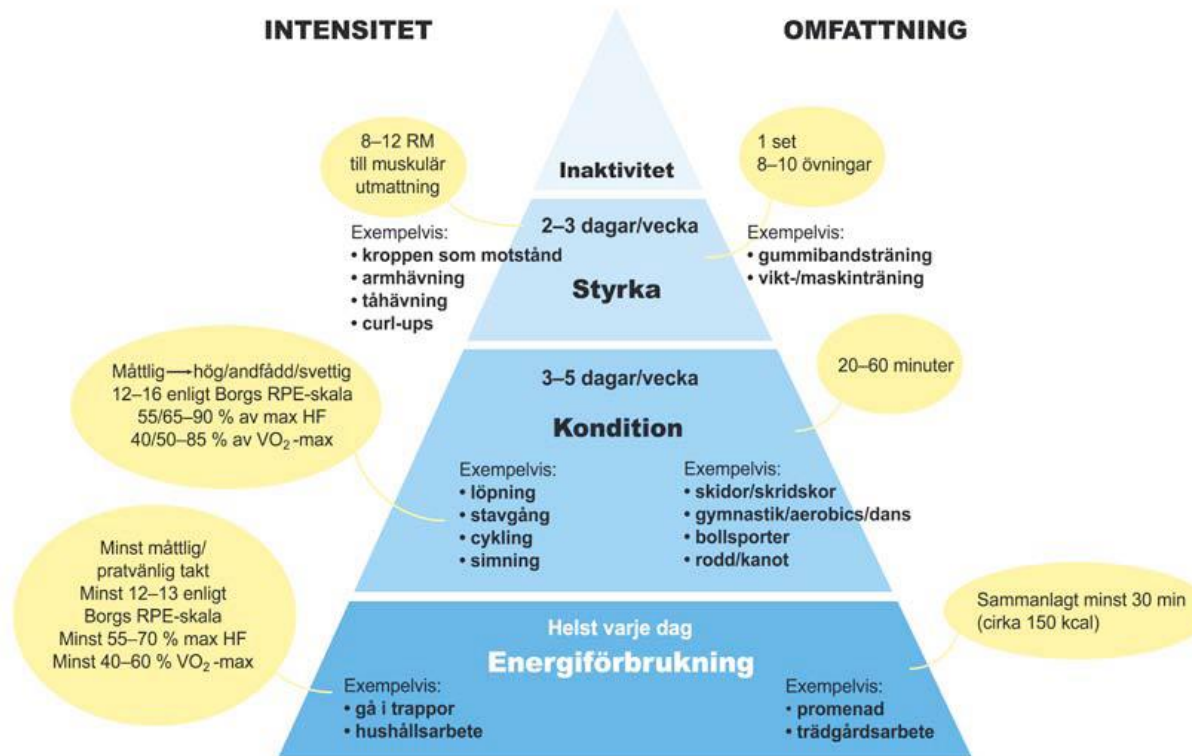 INTENSITET
OMFATTNING
Inaktivitet
8–12 RM
till muskulär
utmattning
1 set
8–10 övningar
2–3 dagar/vecka
Styrka
Exempelvis:
• kroppen som motstånd
• armhävning
• tåhävning
• curl-ups
Exempelvis:
• gummibandsträning
• vikt-/maskinträning
Måttlig→hög/andfådd/svettig
12–16 enligt Borgs RPE-skala
55/65–90 % av max HF
40/50–85 % av VO₂-max
20–60 minuter
3–5 dagar/vecka
Kondition
Exempelvis:
• löpning
• stavgång
• cykling
• simning
Exempelvis:
• skidor/skridskor
• gymnastik/aerobics/dans
• bollsporter
• rodd/kanot
Minst måttlig/
pratvänlig takt
Minst 12–13 enligt
Borgs RPE-skala
Minst 55–70 % max HF
Minst 40–60 % VO₂-max
Sammanlagt minst 30 min
(cirka 150 kcal)
Helst varje dag
Energiförbrukning
Exempelvis:
• gå i trappor
• hushållsarbete
Exempelvis:
• promenad
• trädgårdsarbete